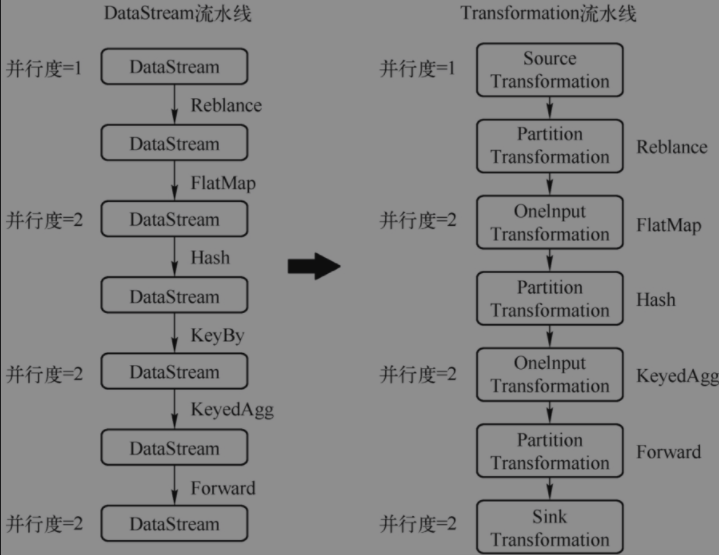 DataStream流水线
并行度=1
DataStream
Reblance
DataStream
FlatMap
并行度=2
DataStream
Hash
DataStream
KeyBy
并行度=2
DataStream
KeyedAgg
DataStream
Forward
并行度=2
DataStream
Transformation流水线
并行度=1
Source
Transformation
Partition
Transformation
Reblance
并行度=2
OneInput
Transformation
FlatMap
Partition
Transformation
Hash
并行度=2
OneInput
Transformation
KeyedAgg
Partition
Transformation
Forward
并行度=2
Sink
Transformation